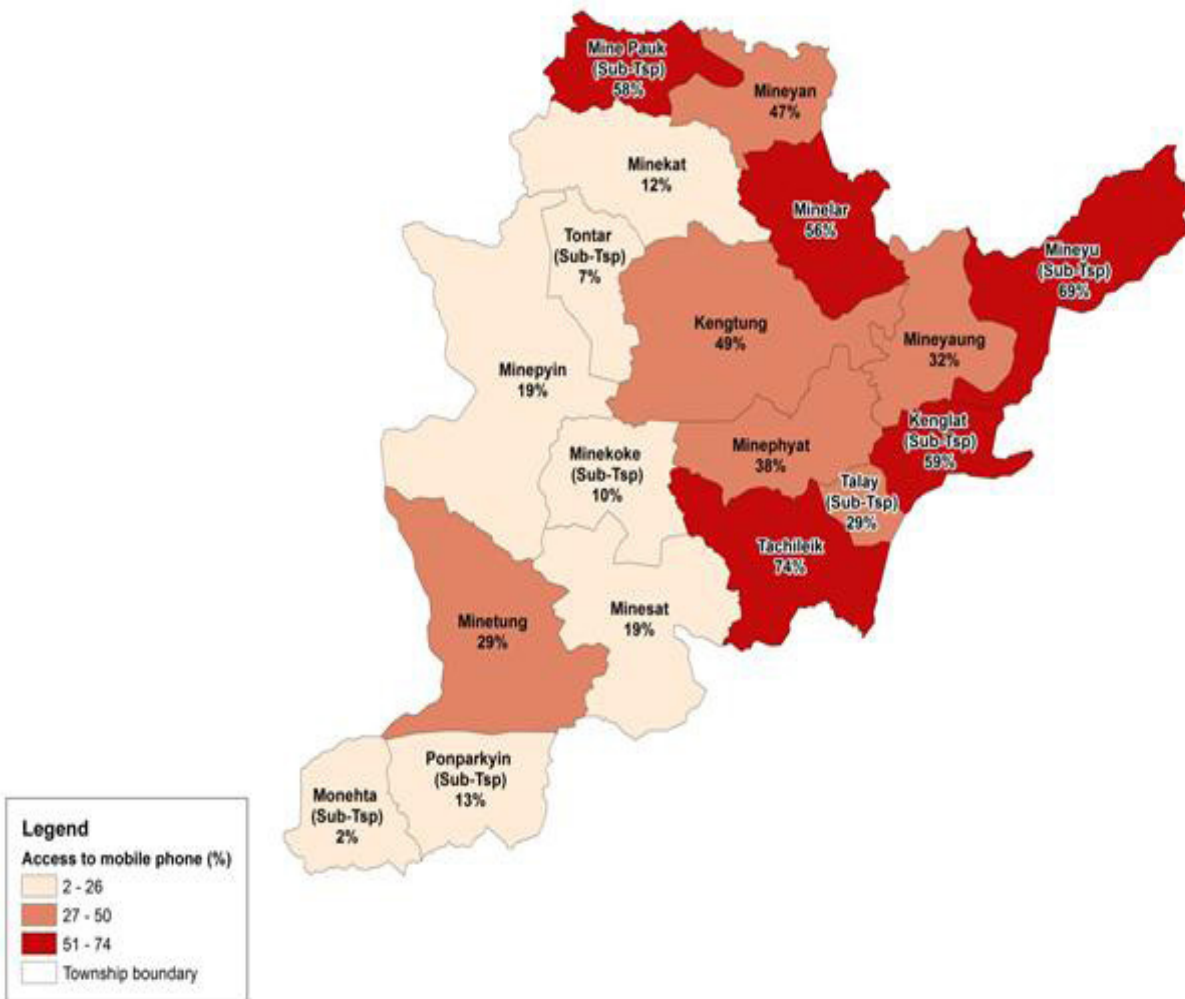 Mine Pauk
(Sub-Tsp)
58%
Mineyan
47%
Minekat
12%
Minelar
56%
Tontar
(Sub-Tsp)
7%
Mineyu
(Sub-Tsp)
69%
Kengtung
49%
Mineyaung
32%
Minepyin
19%
Minekoke
(Sub-Tsp)
10%
Minephyat
38%
Kenglat
(Sub-Tsp)
59%
Talay
(Sub-Tsp)
29%
Tachileik
74%
Minetung
29%
Minesat
19%
Ponparkyin
(Sub-Tsp)
13%
Monehta
(Sub-Tsp)
2%
Legend
Access to mobile phone (%)
2 - 26
27 - 50
51 - 74
Township boundary